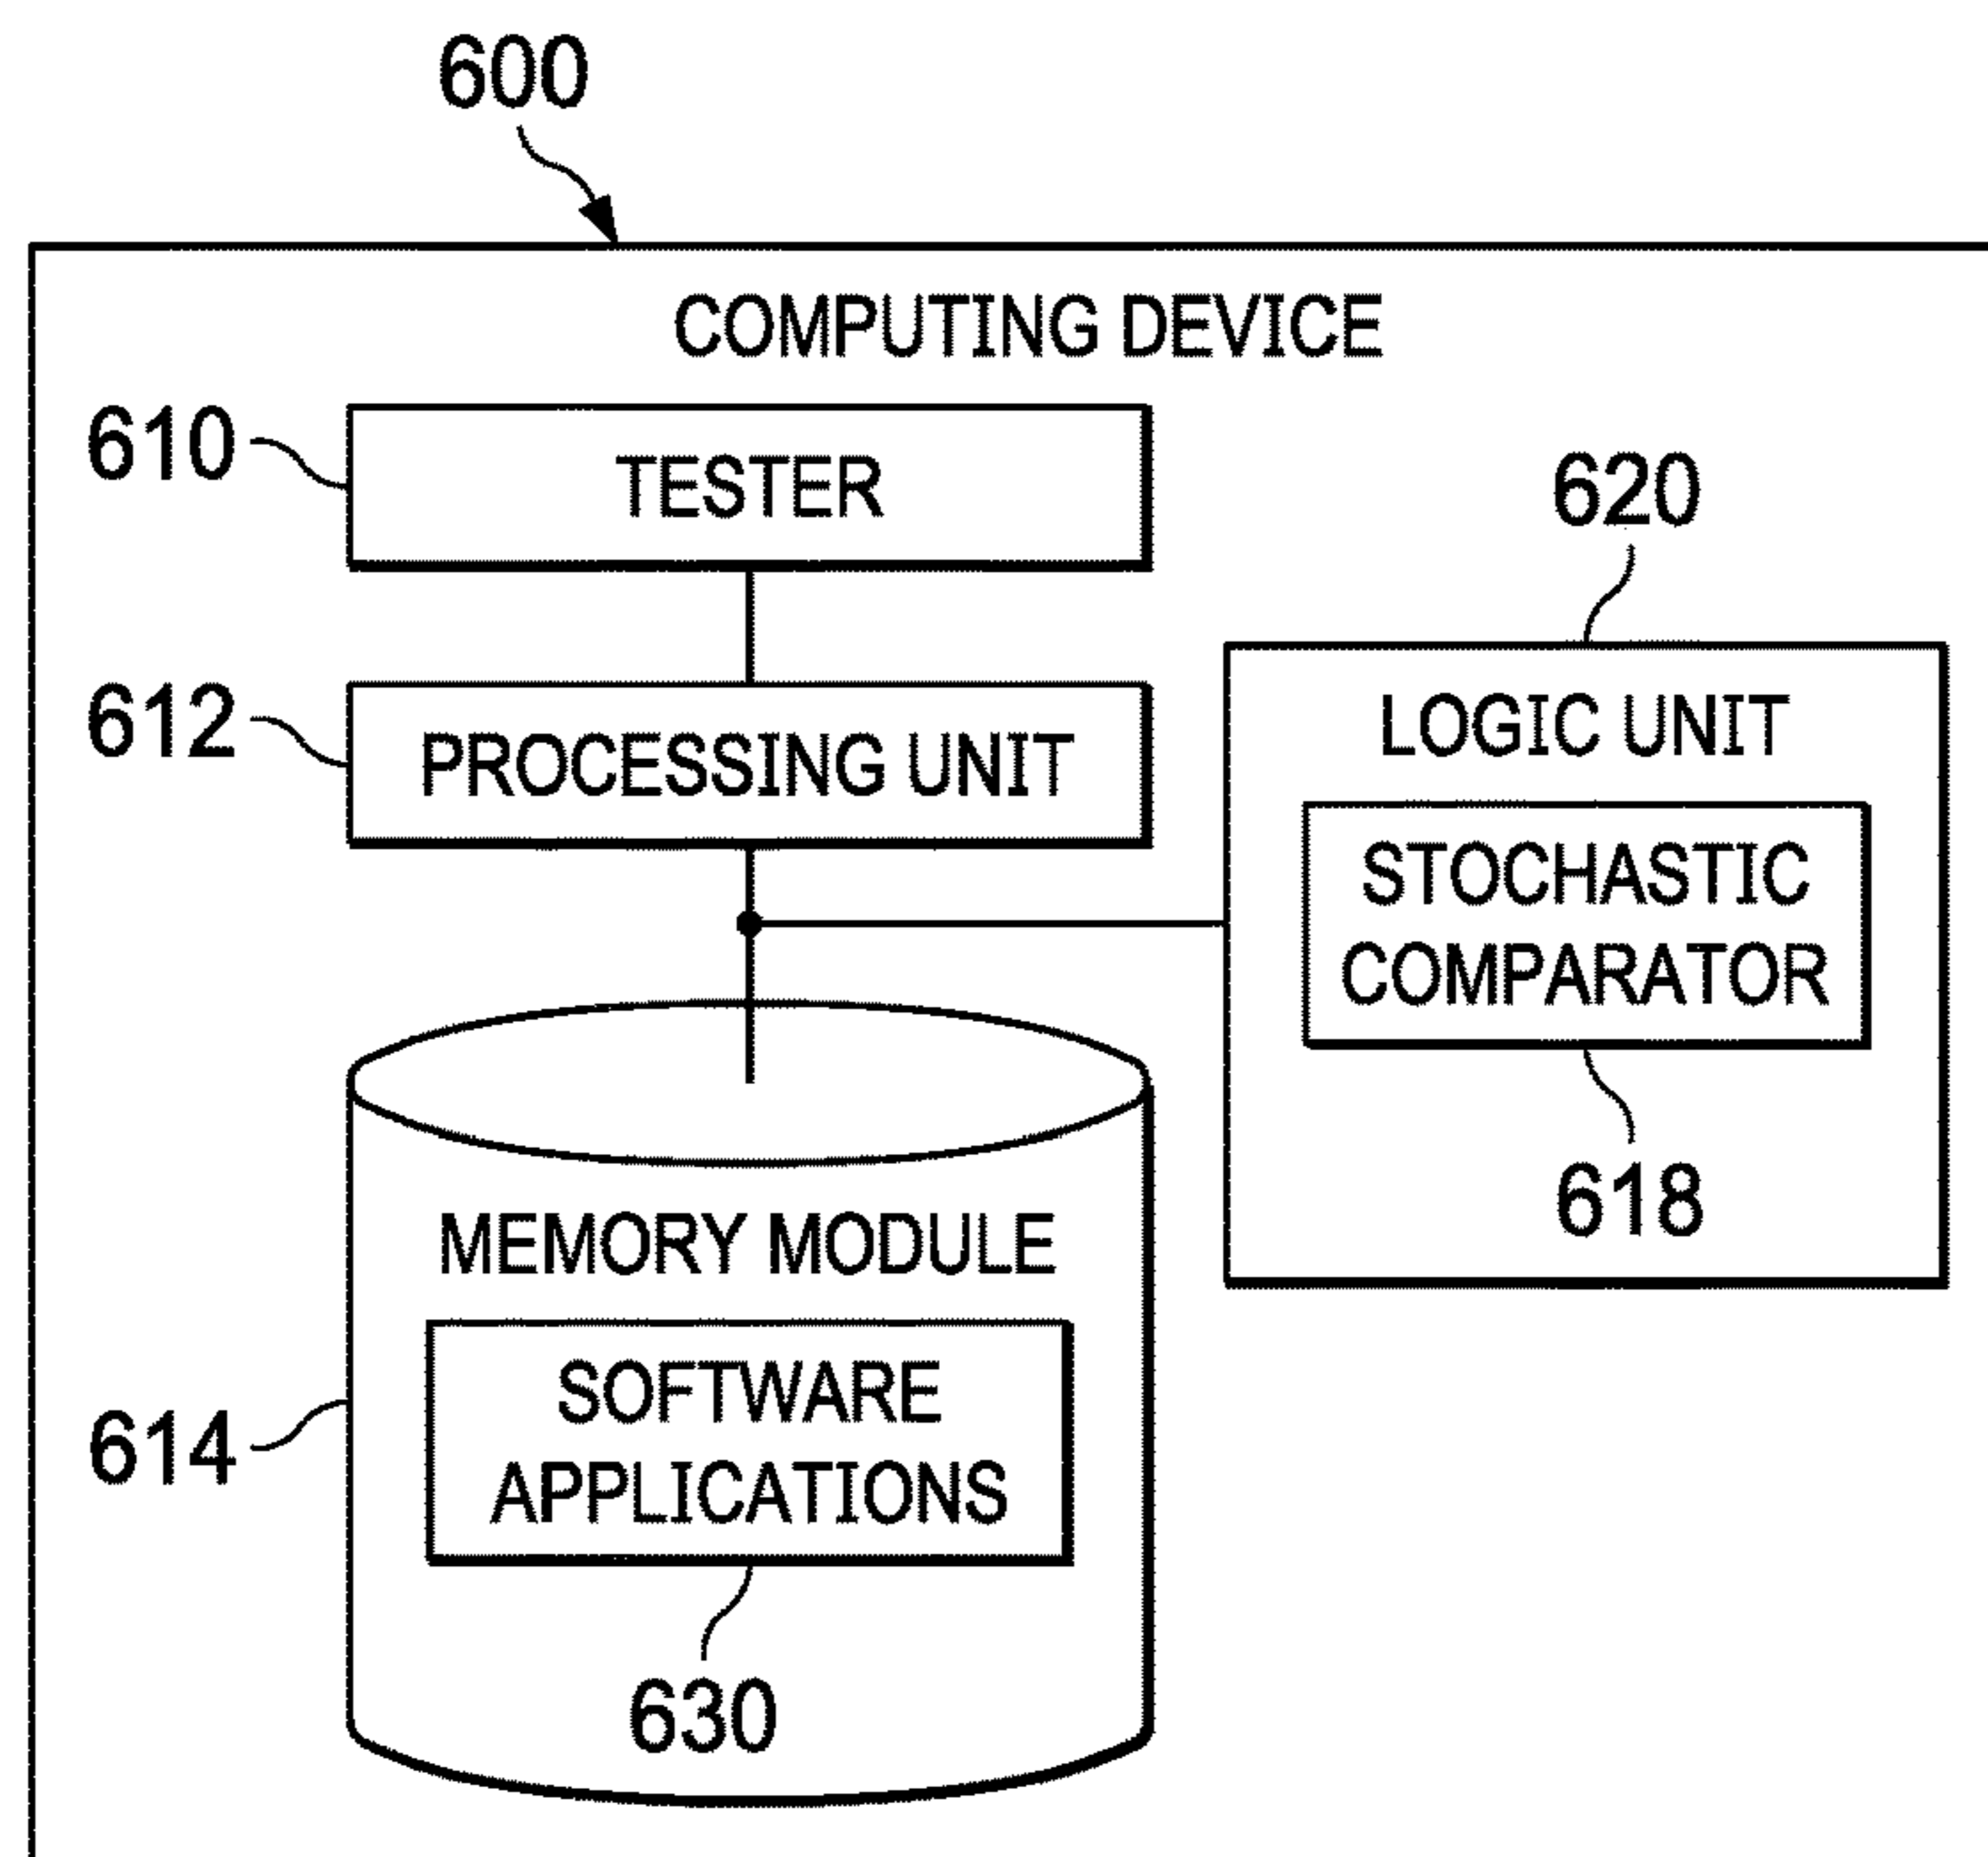 600
COMPUTING DEVICE
610
TESTER
620
612
PROCESSING UNIT
LOGIC UNIT
STOCHASTIC
COMPARATOR
618
MEMORY MODULE
SOFTWARE
APPLICATIONS
614
630